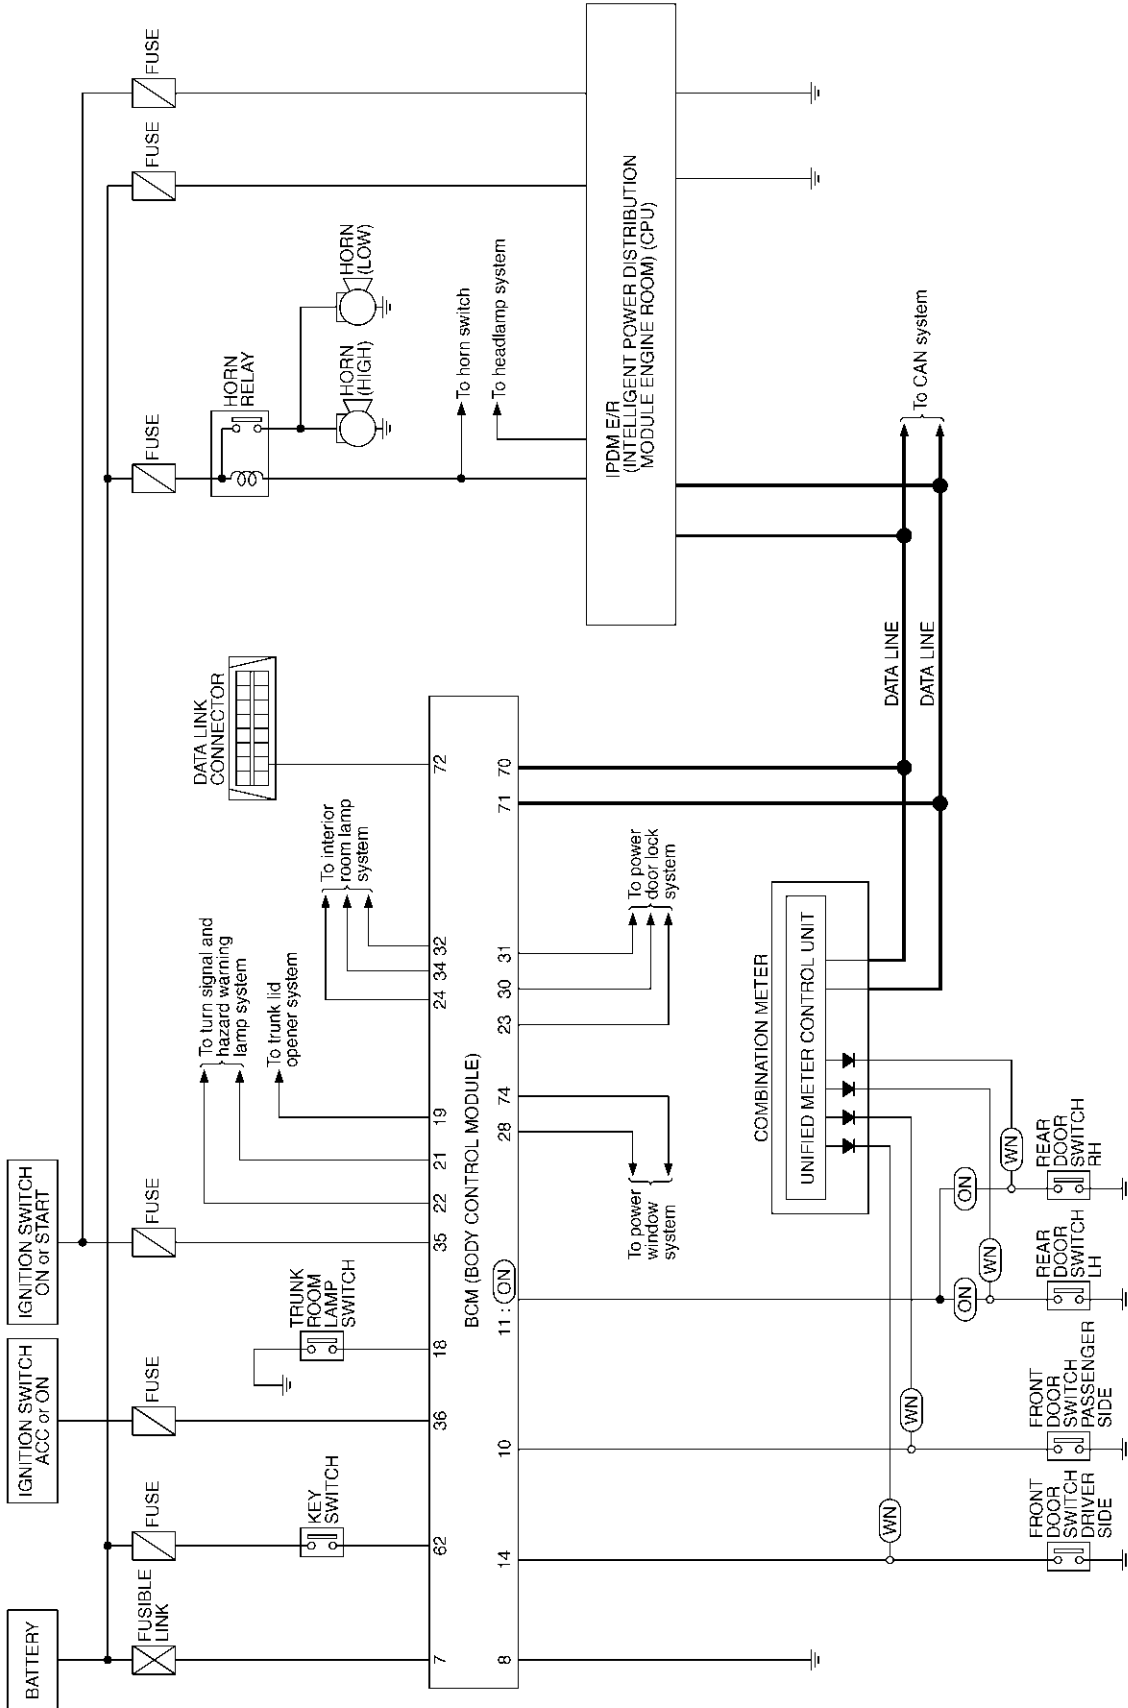 BATTERY
IGNITION SWITCH
ACC or ON
IGNITION SWITCH
ON or START
FUSIBLE
LINK
FUSE
FUSE
FUSE
FUSE
FUSE
FUSE
KEY
SWITCH
TRUNK
ROOM
LAMP
SWITCH
To turn signal and
hazard warning
lamp system
To trunk lid
opener system
To interior
room lamp
system
DATA LINK
CONNECTOR
HORN
RELAY
HORN
(HIGH)
HORN
(LOW)
To horn switch
To headlamp system
7
62
36
18
35
22
21
19
24
34
32
72
BCM (BODY CONTROL MODULE)
8
14
10
11 : ON
28
74
23
30
31
71
70
IPDM E/R
(INTELLIGENT POWER DISTRIBUTION
MODULE ENGINE ROOM) (CPU)
To power
window
system
To power
door lock
system
COMBINATION METER
UNIFIED METER CONTROL UNIT
DATA LINE
DATA LINE
To CAN system
WN
WN
WN
WN
ON
ON
FRONT
DOOR
SWITCH
DRIVER
SIDE
FRONT
DOOR
SWITCH
PASSENGER
SIDE
REAR
DOOR
SWITCH
LH
REAR
DOOR
SWITCH
RH